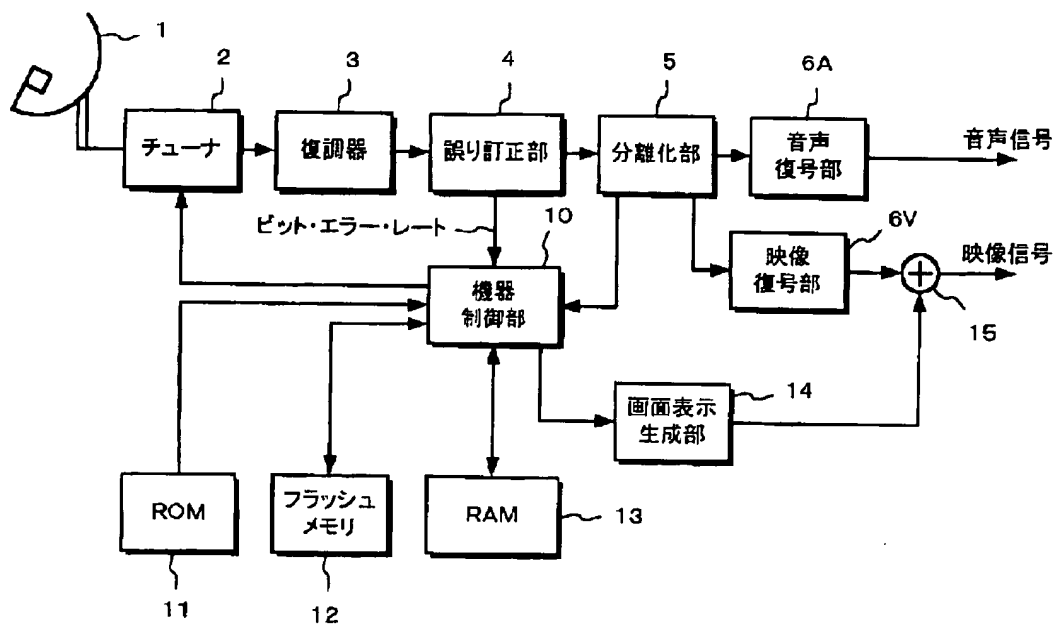 1
2
3
4
5
6A
チューナ
復調器
誤り訂正部
分離化部
音声
復号部
音声信号
ビット・エラー・レート
10
6V
機器
制御部
映像
復号部
映像信号
15
14
画面表示
生成部
ROM
フラッシュ
メモリ
RAM
13
11
12